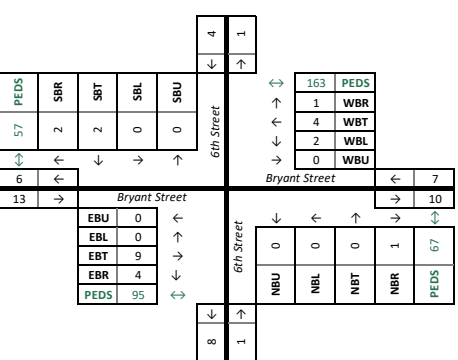 4 1
↓ ↑
PEDS SBR SBT SBL SBU
57 2 2 0 0
↕ ← ↓ → ↑
6th Street
↔ 163 PEDS
↑ 1 WBR
← 4 WBT
↓ 2 WBL
→ 0 WBU
6 ←
Bryant Street
← 7
13 →
Bryant Street
→ 10
EBU 0 ←
EBL 0 ↑
EBT 9 →
EBR 4 ↓
PEDS 95 ↔
6th Street
↓ ← ↑ → ↕
0 0 0 1 67
NBU NBL NBT NBR PEDS
↓ ↑
8 1